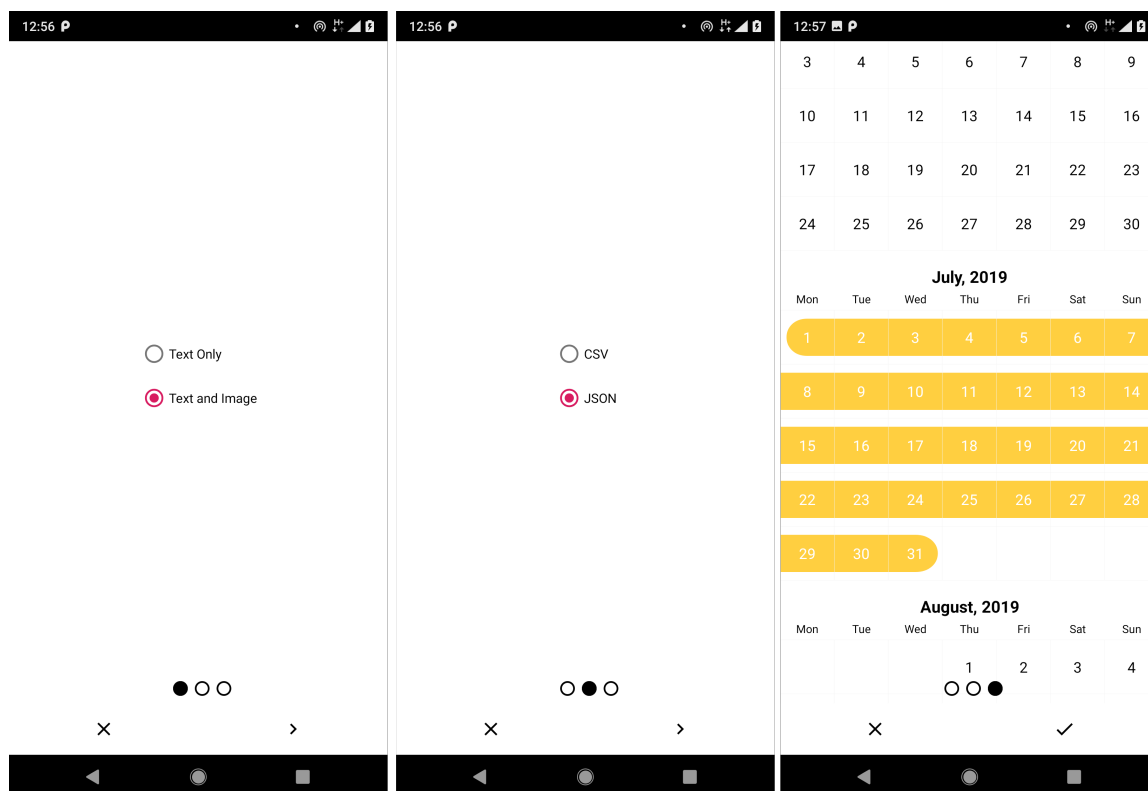 12:56
H+
Text Only
Text and Image
12:56
H+
CSV
JSON
12:57
H+
3 4 5 6 7 8 9
10 11 12 13 14 15 16
17 18 19 20 21 22 23
24 25 26 27 28 29 30
July, 2019
Mon Tue Wed Thu Fri Sat Sun
1 2 3 4 5 6 7
8 9 10 11 12 13 14
15 16 17 18 19 20 21
22 23 24 25 26 27 28
29 30 31
August, 2019
Mon Tue Wed Thu Fri Sat Sun
1 2 3 4